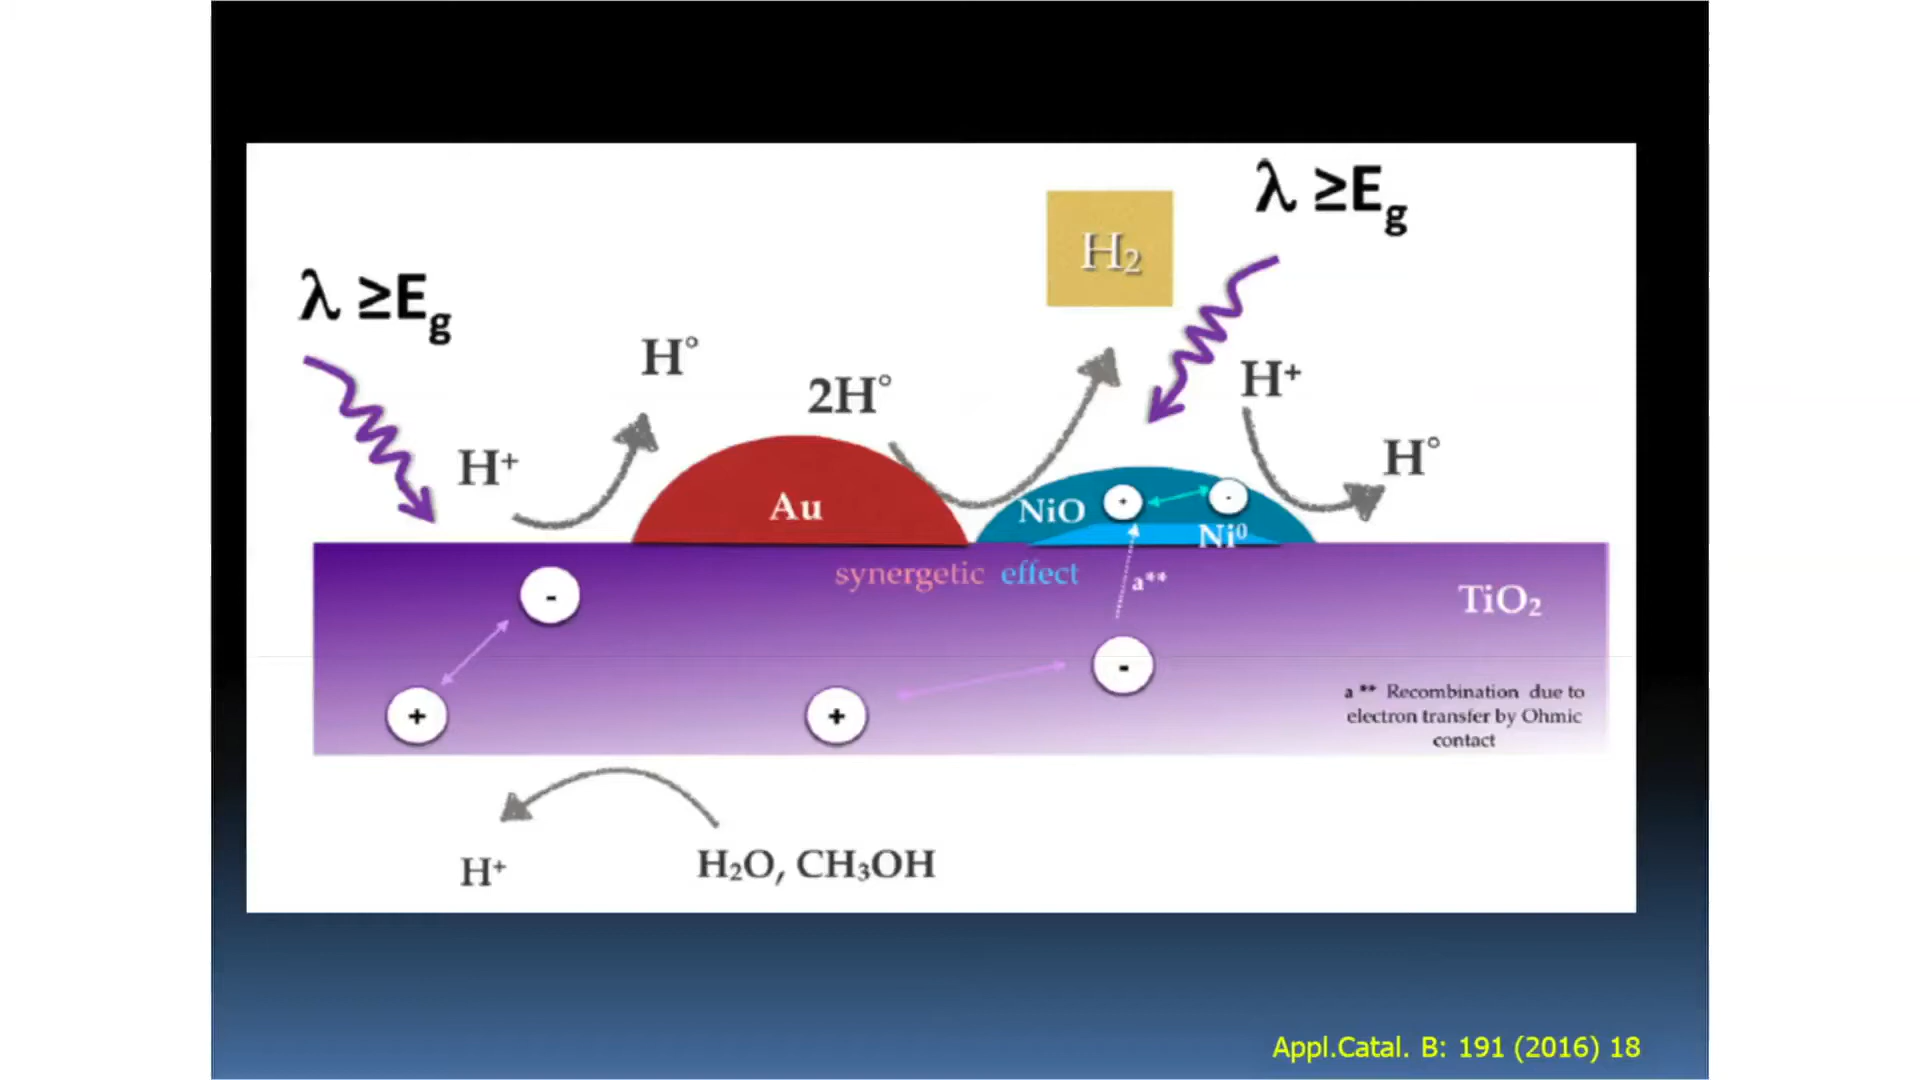 λ ≥Eg
H₂
λ ≥Eg
H°
2H°
H⁺
H⁺
H°
Au
NiO
+
-
Ni⁰
synergetic effect
a**
TiO₂
-
-
+
+
a ** Recombination due to
electron transfer by Ohmic
contact
H⁺
H₂O, CH₃OH
Appl.Catal. B: 191 (2016) 18